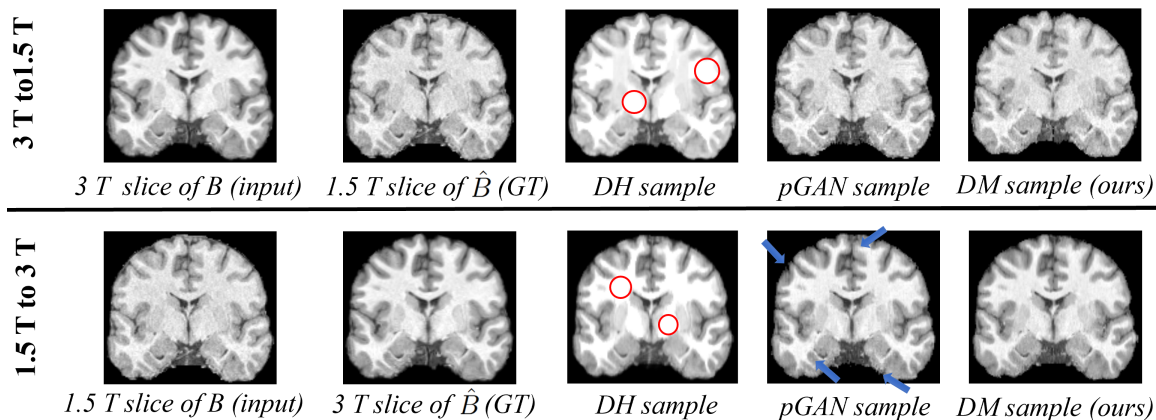 3 T to1.5 T
3 T slice of B (input)
1.5 T slice of B̂ (GT)
DH sample
pGAN sample
DM sample (ours)
1.5 T to 3 T
1.5 T slice of B (input)
3 T slice of B̂ (GT)
DH sample
pGAN sample
DM sample (ours)